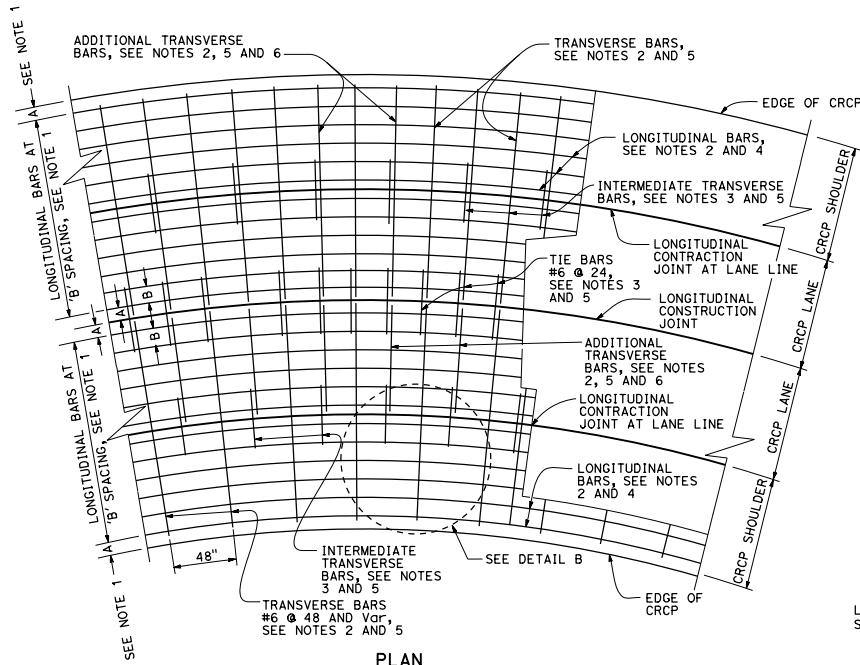 SEE NOTE 1
A
LONGITUDINAL BARS AT
'B' SPACING, SEE NOTE 1
ADDITIONAL TRANSVERSE
BARS, SEE NOTES 2, 5 AND 6
TRANSVERSE BARS,
SEE NOTES 2 AND 5
EDGE OF CRCP
LONGITUDINAL BARS,
SEE NOTES 2 AND 4
INTERMEDIATE TRANSVERSE
BARS, SEE NOTES 3 AND 5
CRCP SHOULDER
LONGITUDINAL
CONTRACTION
JOINT AT LANE LINE
TIE BARS
#6 @ 24,
SEE NOTES 3
AND 5
LONGITUDINAL
CONSTRUCTION
JOINT
CRCP LANE
B
A
A
B
ADDITIONAL
TRANSVERSE
BARS, SEE NOTES
2, 5 AND 6
LONGITUDINAL BARS AT
'B' SPACING, SEE NOTE 1
LONGITUDINAL
CONTRACTION
JOINT AT LANE LINE
CRCP LANE
LONGITUDINAL
BARS, SEE NOTES
2 AND 4
CRCP SHOULDER
A
SEE NOTE 1
48"
INTERMEDIATE
TRANSVERSE
BARS, SEE NOTES
3 AND 5
SEE DETAIL B
TRANSVERSE BARS
#6 @ 48 AND Var,
SEE NOTES 2 AND 5
EDGE OF
CRCP
L
S
PLAN